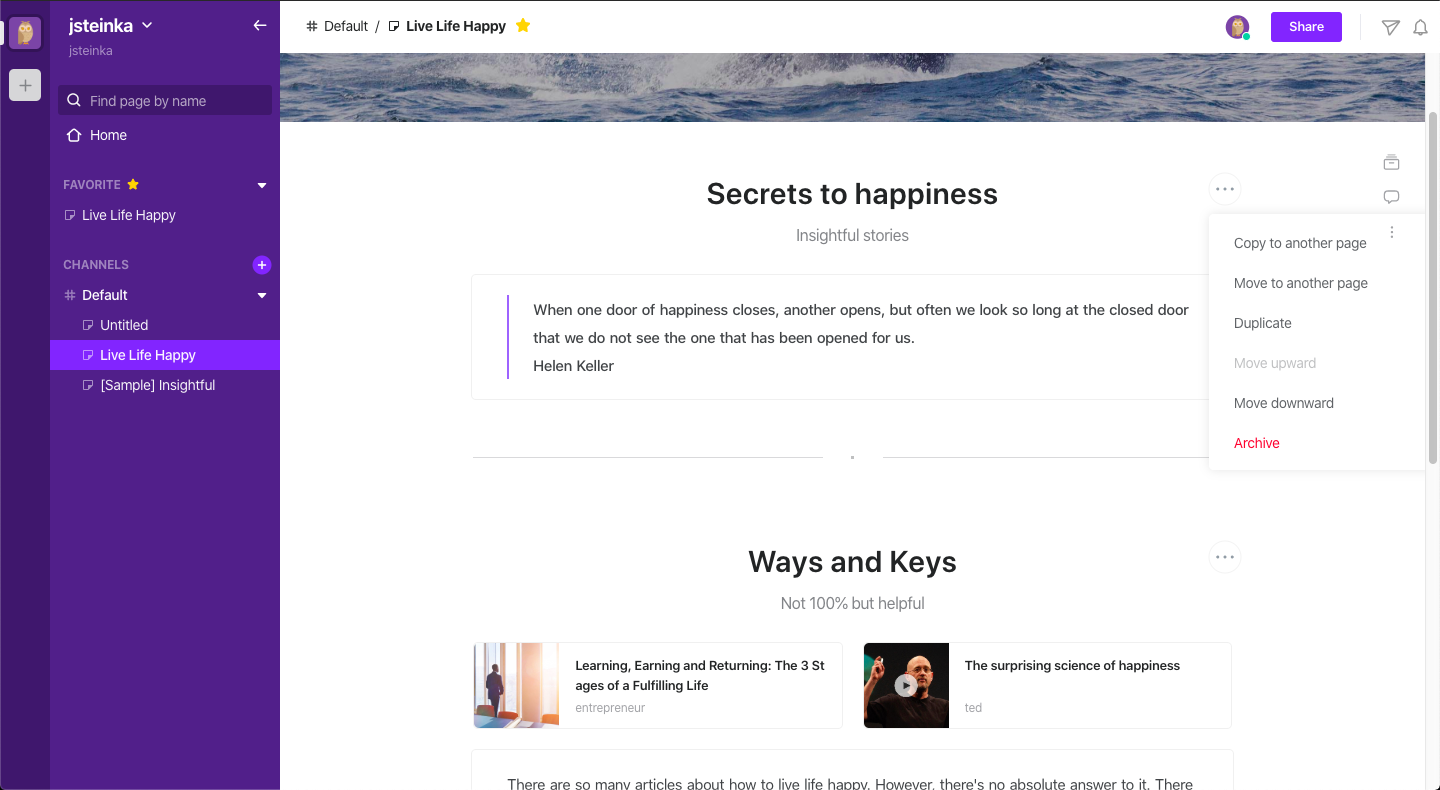 jsteinka
jsteinka
Find page by name
Home
FAVORITE
Live Life Happy
CHANNELS
Default
Untitled
Live Life Happy
[Sample] Insightful
Default / Live Life Happy
Share
Secrets to happiness
Insightful stories
When one door of happiness closes, another opens, but often we look so long at the closed door
that we do not see the one that has been opened for us.
Helen Keller
Copy to another page
Move to another page
Duplicate
Move upward
Move downward
Archive
Ways and Keys
Not 100% but helpful
Learning, Earning and Returning: The 3 St
ages of a Fulfilling Life
entrepreneur
The surprising science of happiness
ted
There are so many articles about how to live life happy. However, there's no absolute answer to it. There